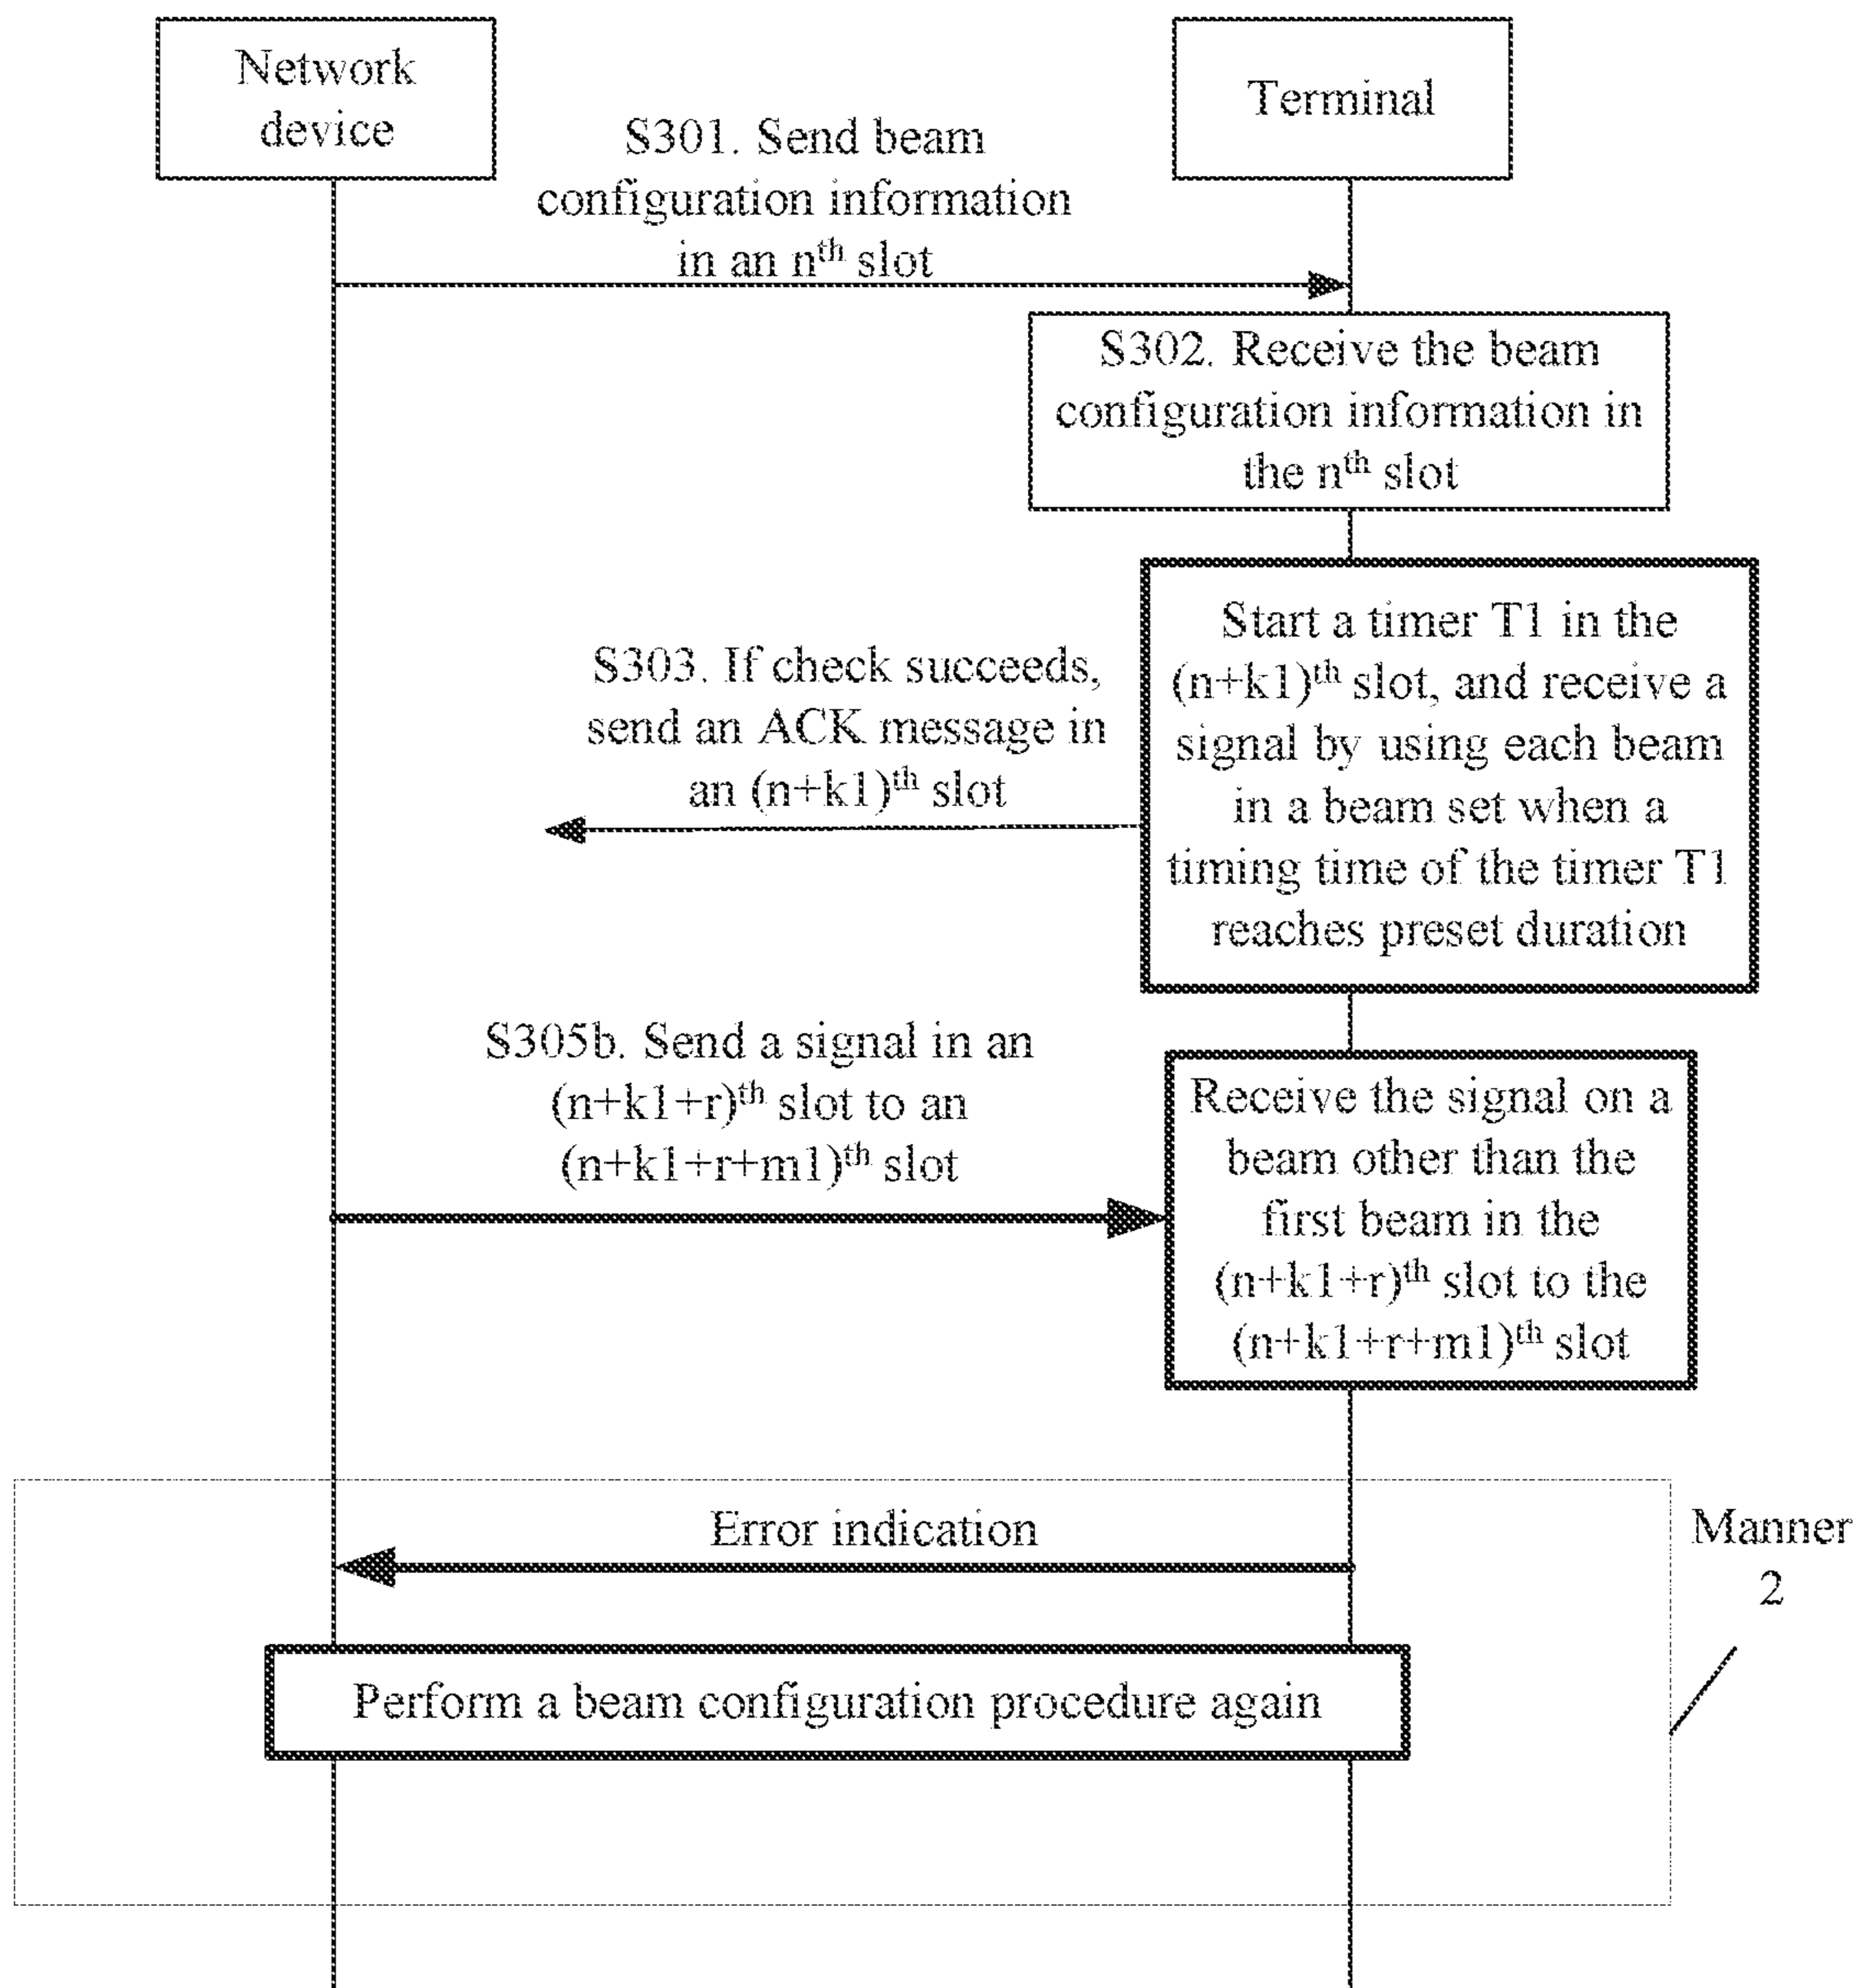 Network
device
Terminal
S301. Send beam
configuration information
in an nth slot
S302. Receive the beam
configuration information in
the nth slot
Start a timer T1 in the
(n+k1)th slot, and receive a
signal by using each beam
in a beam set when a
timing time of the timer T1
reaches preset duration
S303. If check succeeds,
send an ACK message in
an (n+k1)th slot
S305b. Send a signal in an
(n+k1+r)th slot to an
(n+k1+r+m1)th slot
Receive the signal on a
beam other than the
first beam in the
(n+k1+r)th slot to the
(n+k1+r+m1)th slot
Error indication
Manner
2
Perform a beam configuration procedure again